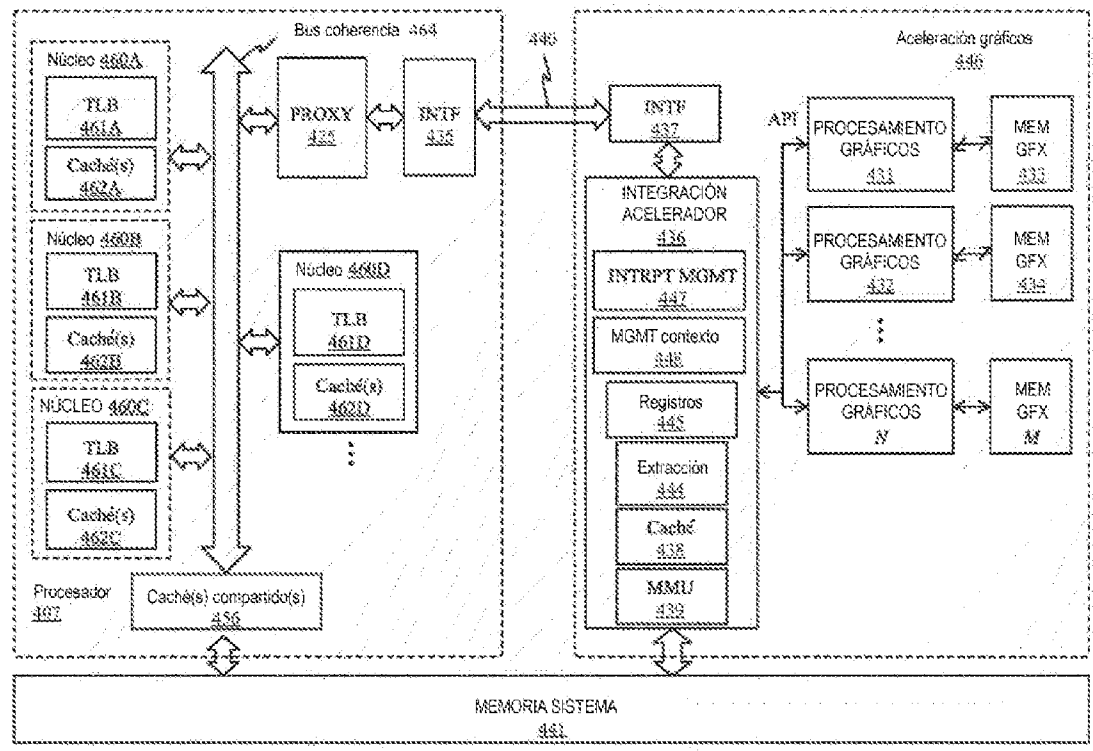 Bus coherencia 464
Núcleo 460A
TLB
461A
Caché(s)
462A
Núcleo 460B
TLB
461B
Caché(s)
462B
NÚCLEO 460C
TLB
461C
Caché(s)
462C
PROXY
425
INTF
435
Núcleo 460D
TLB
461D
Caché(s)
462D
Procesador
407
Caché(s) compartido(s)
456
440
Aceleración gráficos
446
INTF
437
INTEGRACIÓN
ACELERADOR
436
INTRPT MGMT
447
MGMT contexto
448
Registros
445
Extracción
444
Caché
438
MMU
439
API
PROCESAMIENTO
GRÁFICOS
431
MEM
GFX
433
PROCESAMIENTO
GRÁFICOS
432
MEM
GFX
434
PROCESAMIENTO
GRÁFICOS
N
MEM
GFX
M
MEMORIA SISTEMA
441